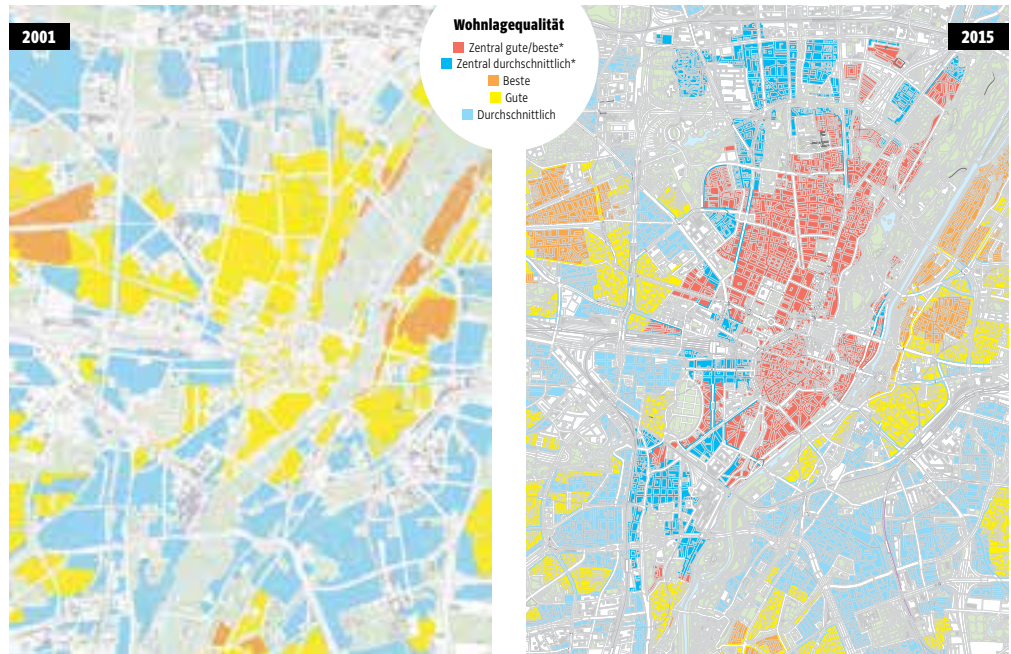 2001
Wohnlagequalität
Zentral gute/beste*
Zentral durchschnittlich*
Beste
Gute
Durchschnittlich
2015